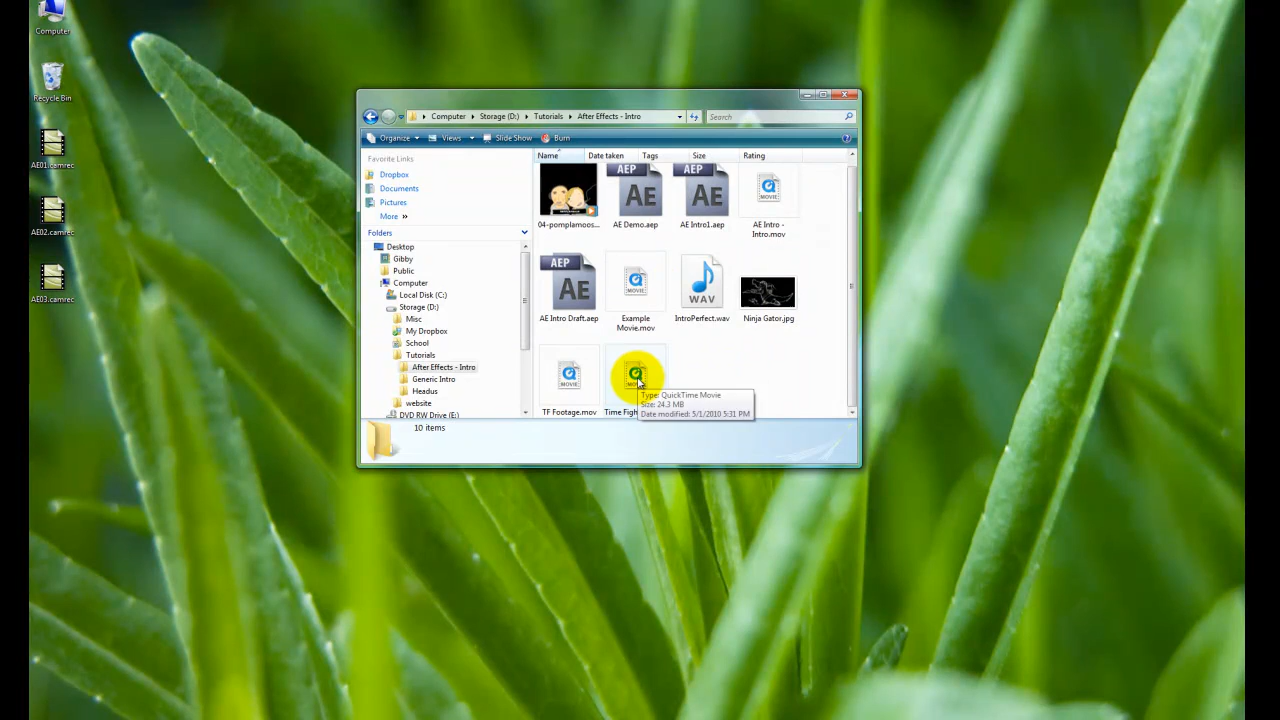 Computer
Recycle Bin
AE01.camrec
AE02.camrec
AE03.camrec
Computer
Storage (D:)
Tutorials
After Effects - Intro
Search
Organize
Views
Slide Show
Burn
Favorite Links
Dropbox
Documents
Pictures
More
Folders
Desktop
Gibby
Public
Computer
Local Disk (C:)
Storage (D:)
Misc
My Dropbox
School
Tutorials
After Effects - Intro
Generic Intro
Headus
website
DVD RW Drive (E:)
Name
Date taken
Tags
Size
Rating
04-pomplamoos...
AEP
AE
AE Demo.aep
AEP
AE
AE Intro1.aep
MOVIE
AE Intro -
Intro.mov
AEP
AE
AE Intro Draft.aep
MOVIE
Example
Movie.mov
WAV
IntroPerfect.wav
Ninja Gator.jpg
MOVIE
TF Footage.mov
Time
Type: QuickTime Movie
Size: 24.3 MB
Date modified: 5/1/2010 5:31 PM
10 items